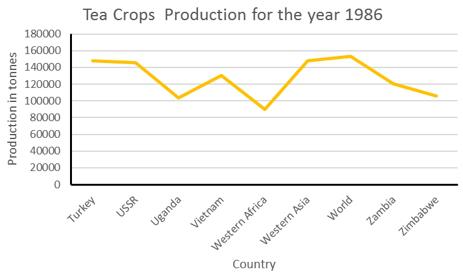 Tea Crops  Production for the year 1986
Production in tonnes
180000
160000
140000
120000
100000
80000
60000
40000
20000
0
Turkey
USSR
Uganda
Vietnam
Western Africa
Western Asia
World
Zambia
Zimbabwe
Country